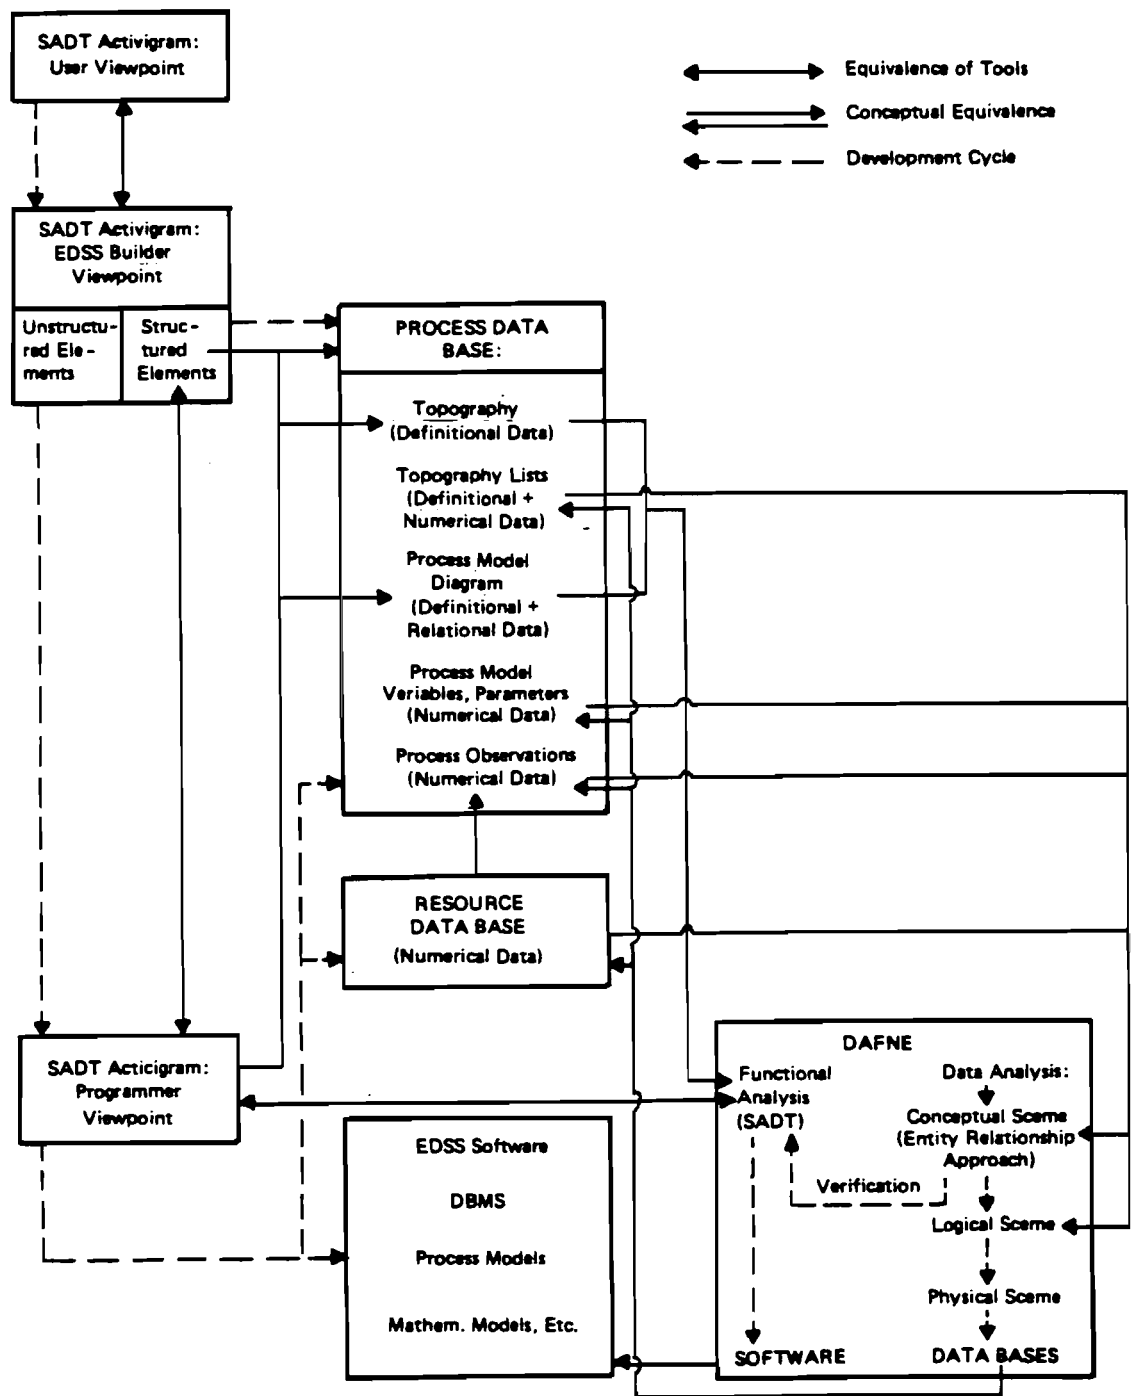 SADT Activigram:
User Viewpoint
Equivalence of Tools
Conceptual Equivalence
Development Cycle
SADT Activigram:
EDSS Builder
Viewpoint
Unstructu-
red Ele-
ments
Struc-
tured
Elements
PROCESS DATA
BASE:
Topography
(Definitional Data)
Topography Lists
(Definitional +
Numerical Data)
Process Model
Diagram
(Definitional +
Relational Data)
Process Model
Veriables, Parameters
(Numerical Data)
Process Observations
(Numerical Data)
RESOURCE
DATA BASE
(Numerical Data)
SADT Acticigram:
Programmer
Viewpoint
EDSS Software
DBMS
Process Models
Mathem. Models, Etc.
DAFNE
Functional
Analysis
(SADT)
Data Analysis:
Conceptual Sceme
(Entity Relationship
Approach)
Verification
Logical Sceme
Physical Sceme
SOFTWARE
DATA BASES